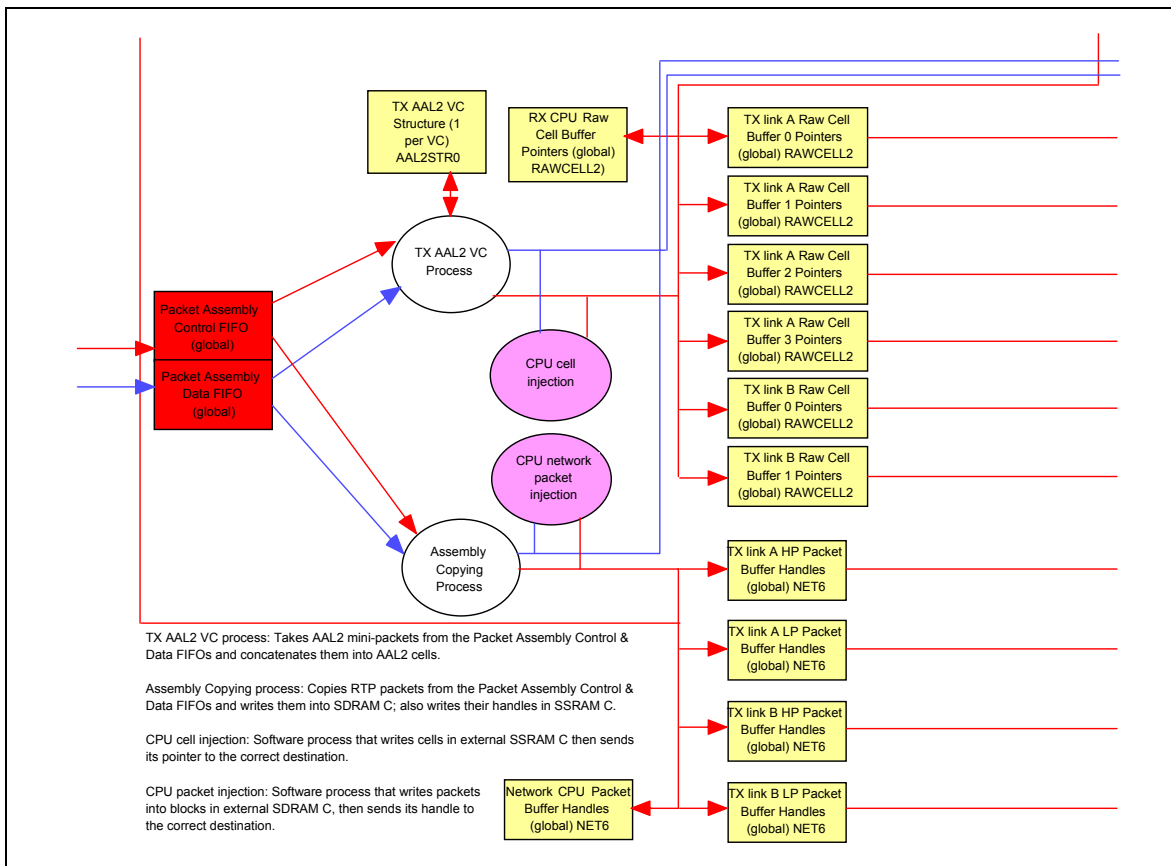 TX AAL2 VC
Structure (1
per VC)
AAL2STR0
RX CPU Raw
Cell Buffer
Pointers (global)
RAWCELL2)
TX link A Raw Cell
Buffer 0 Pointers
(global) RAWCELL2
TX link A Raw Cell
Buffer 1 Pointers
(global) RAWCELL2
TX AAL2 VC
Process
TX link A Raw Cell
Buffer 2 Pointers
(global) RAWCELL2
Packet Assembly
Control FIFO
(global)
Packet Assembly
Data FIFO
(global)
TX link A Raw Cell
Buffer 3 Pointers
(global) RAWCELL2
CPU cell
injection
TX link B Raw Cell
Buffer 0 Pointers
(global) RAWCELL2
CPU network
packet
injection
TX link B Raw Cell
Buffer 1 Pointers
(global) RAWCELL2
Assembly
Copying
Process
TX link A HP Packet
Buffer Handles
(global) NET6
TX link A LP Packet
Buffer Handles
(global) NET6
TX link B HP Packet
Buffer Handles
(global) NET6
TX link B LP Packet
Buffer Handles
(global) NET6
Network CPU Packet
Buffer Handles
(global) NET6
TX AAL2 VC process: Takes AAL2 mini-packets from the Packet Assembly Control &
Data FIFOs and concatenates them into AAL2 cells.
Assembly Copying process: Copies RTP packets from the Packet Assembly Control &
Data FIFOs and writes them into SDRAM C; also writes their handles in SSRAM C.
CPU cell injection: Software process that writes cells in external SSRAM C then sends
its pointer to the correct destination.
CPU packet injection: Software process that writes packets
into blocks in external SDRAM C, then sends its handle to
the correct destination.